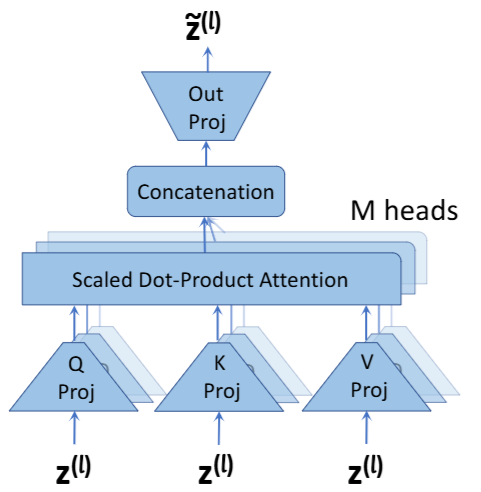 z̃⁽ˡ⁾
Out
Proj
Concatenation
M heads
Scaled Dot-Product Attention
Q
Proj
K
Proj
V
Proj
z⁽ˡ⁾
z⁽ˡ⁾
z⁽ˡ⁾